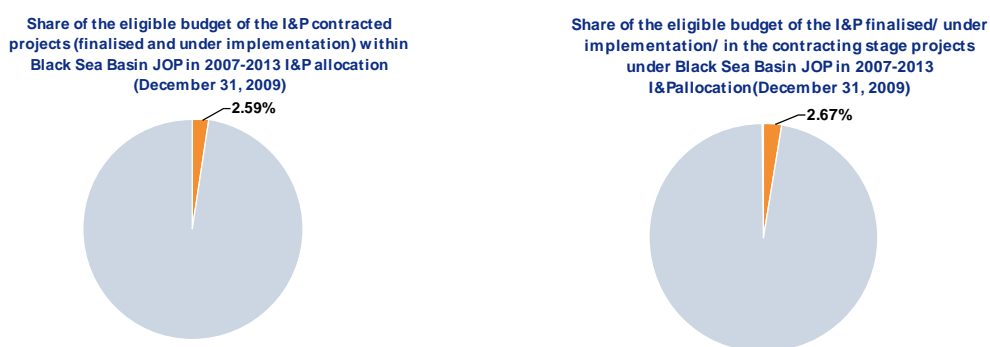 Share of the eligible budget of the I&P contracted
projects (finalised and under implementation) within
Black Sea Basin JOP in 2007-2013 I&P allocation
(December 31, 2009)
2.59%
Share of the eligible budget of the I&P finalised/ under
implementation/ in the contracting stage projects
under Black Sea Basin JOP in 2007-2013
I&Pallocation(December 31, 2009)
2.67%